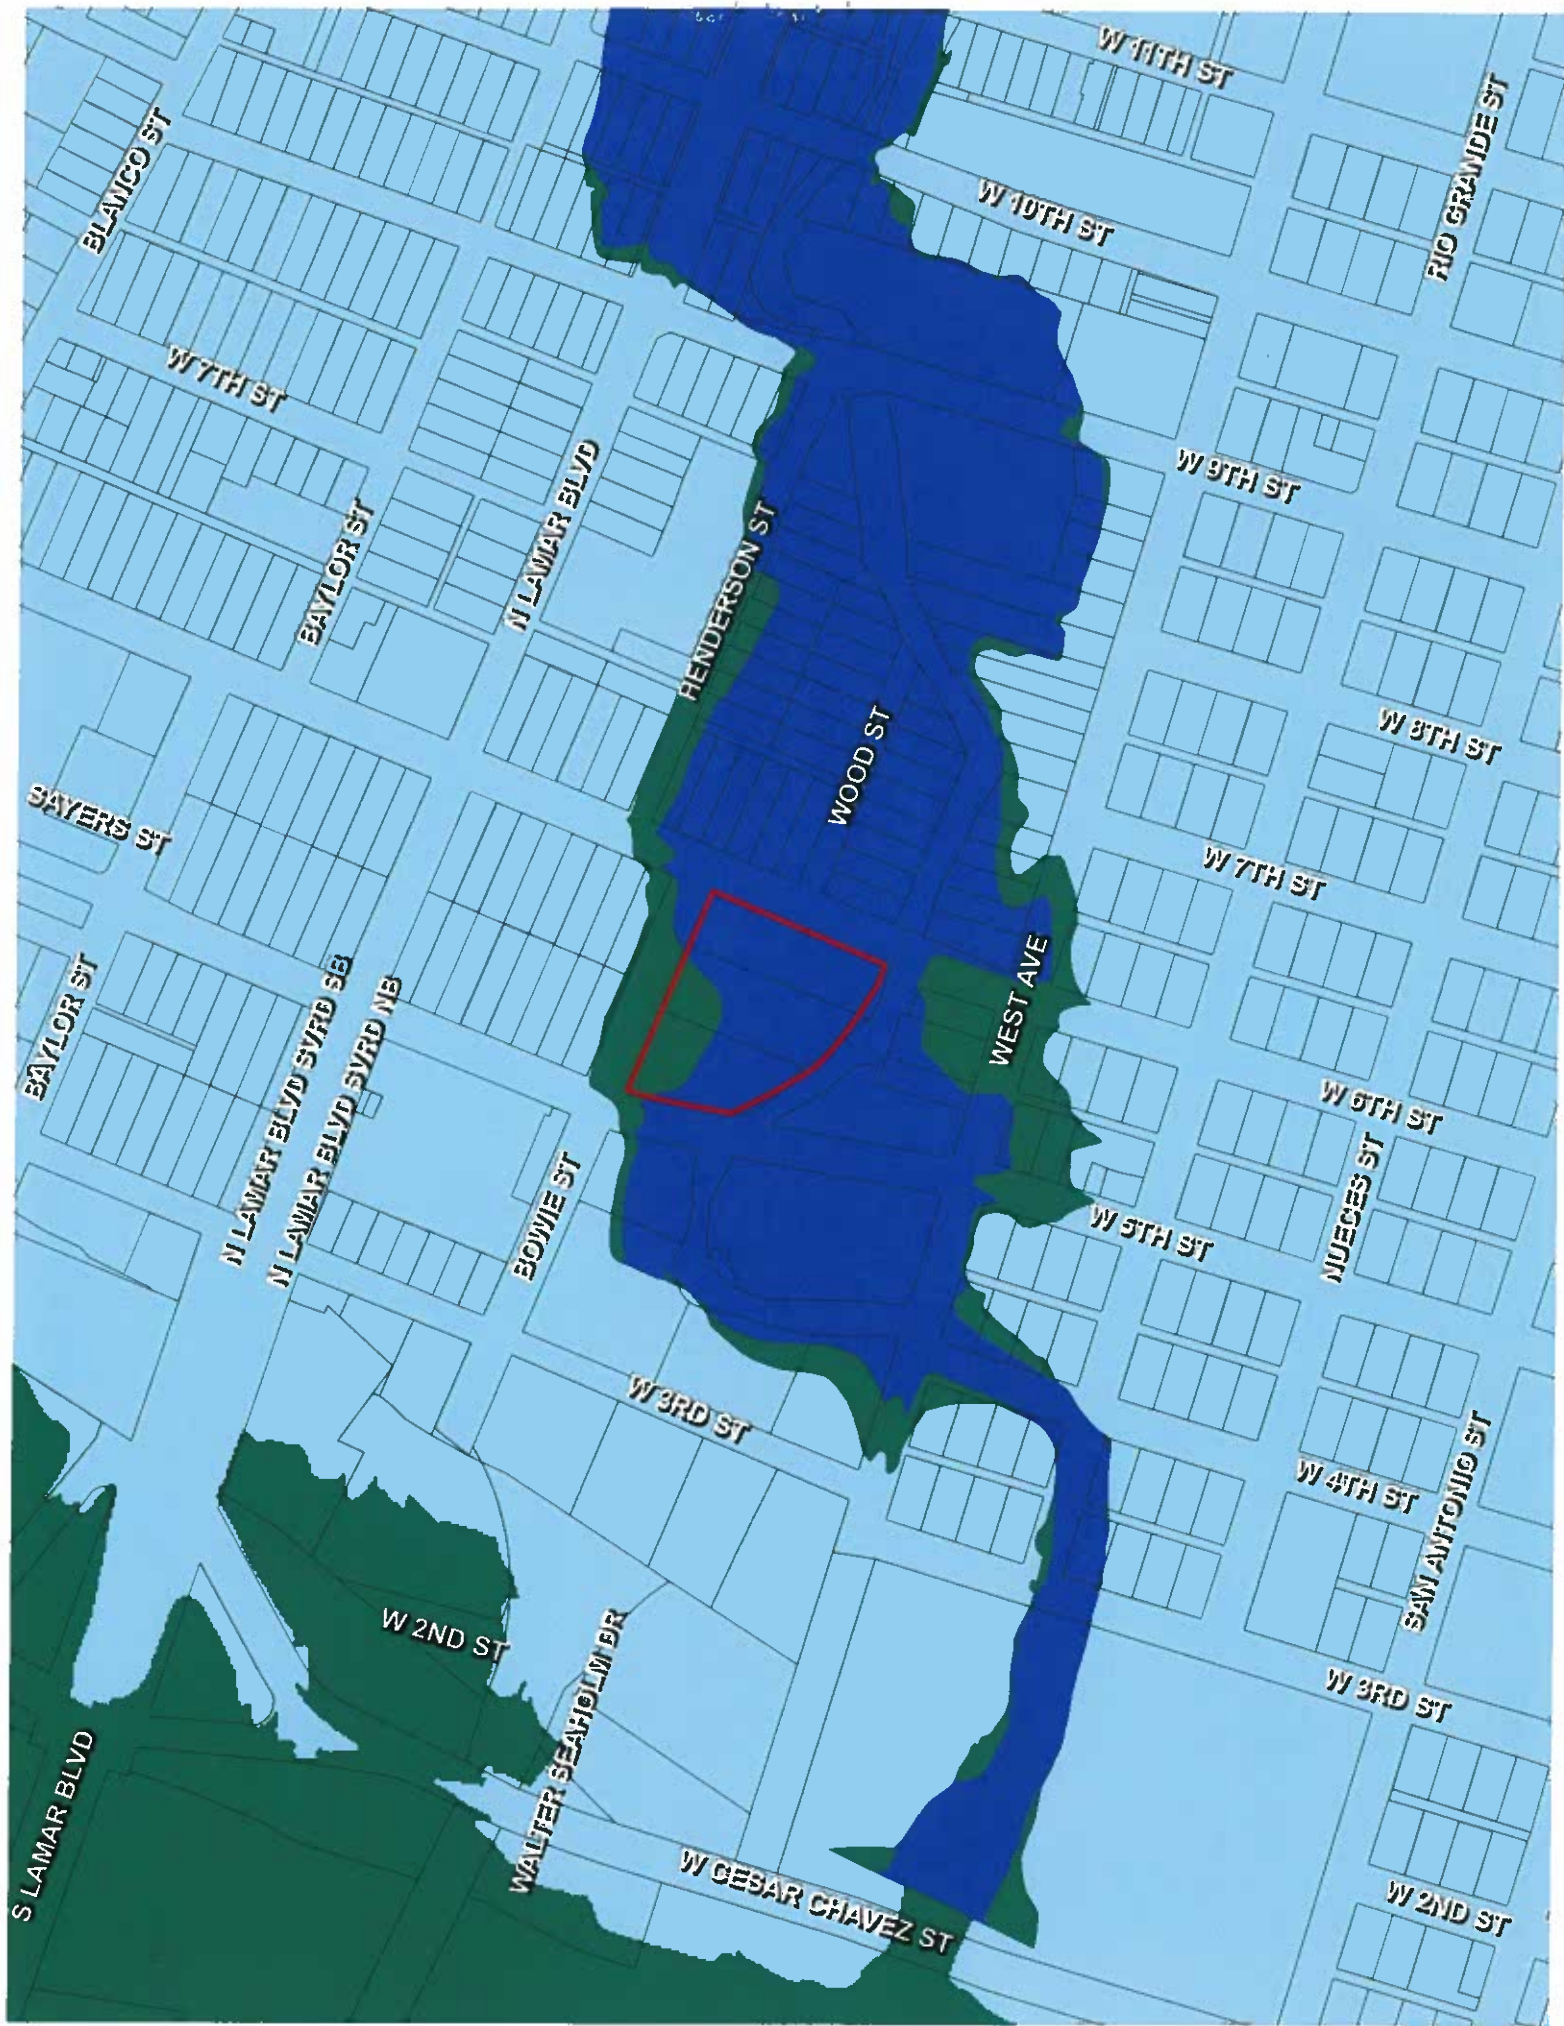 W 11TH ST
RIO GRANDE ST
BLANCO ST
W 10TH ST
W 7TH ST
W 9TH ST
N LAMAR BLVD
BAYLOR ST
HENDERSON ST
WOOD ST
W 8TH ST
SAYERS ST
W 7TH ST
WEST AVE
BAYLOR ST
N LAMAR BLVD SVRD SB
N LAMAR BLVD SVRD NB
W 6TH ST
NUECES ST
BOWIE ST
W 5TH ST
W 3RD ST
W 4TH ST
SAN ANTONIO ST
W 2ND ST
WALTER SEAHOLM DR
W 3RD ST
S LAMAR BLVD
W CESAR CHAVEZ ST
W 2ND ST